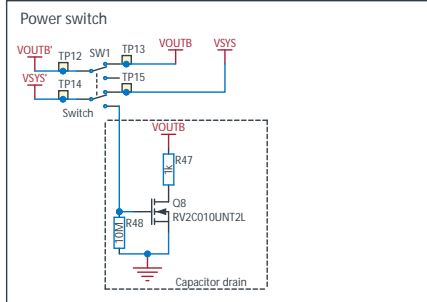 Power switch
VOUTB' TP12 SW1 TP13 VOUTB VSYS
VSYS' TP14 TP15
Switch
VOUTB
R47
1k
Q8
RV2C010UNT2L
R48
10M
Capacitor drain